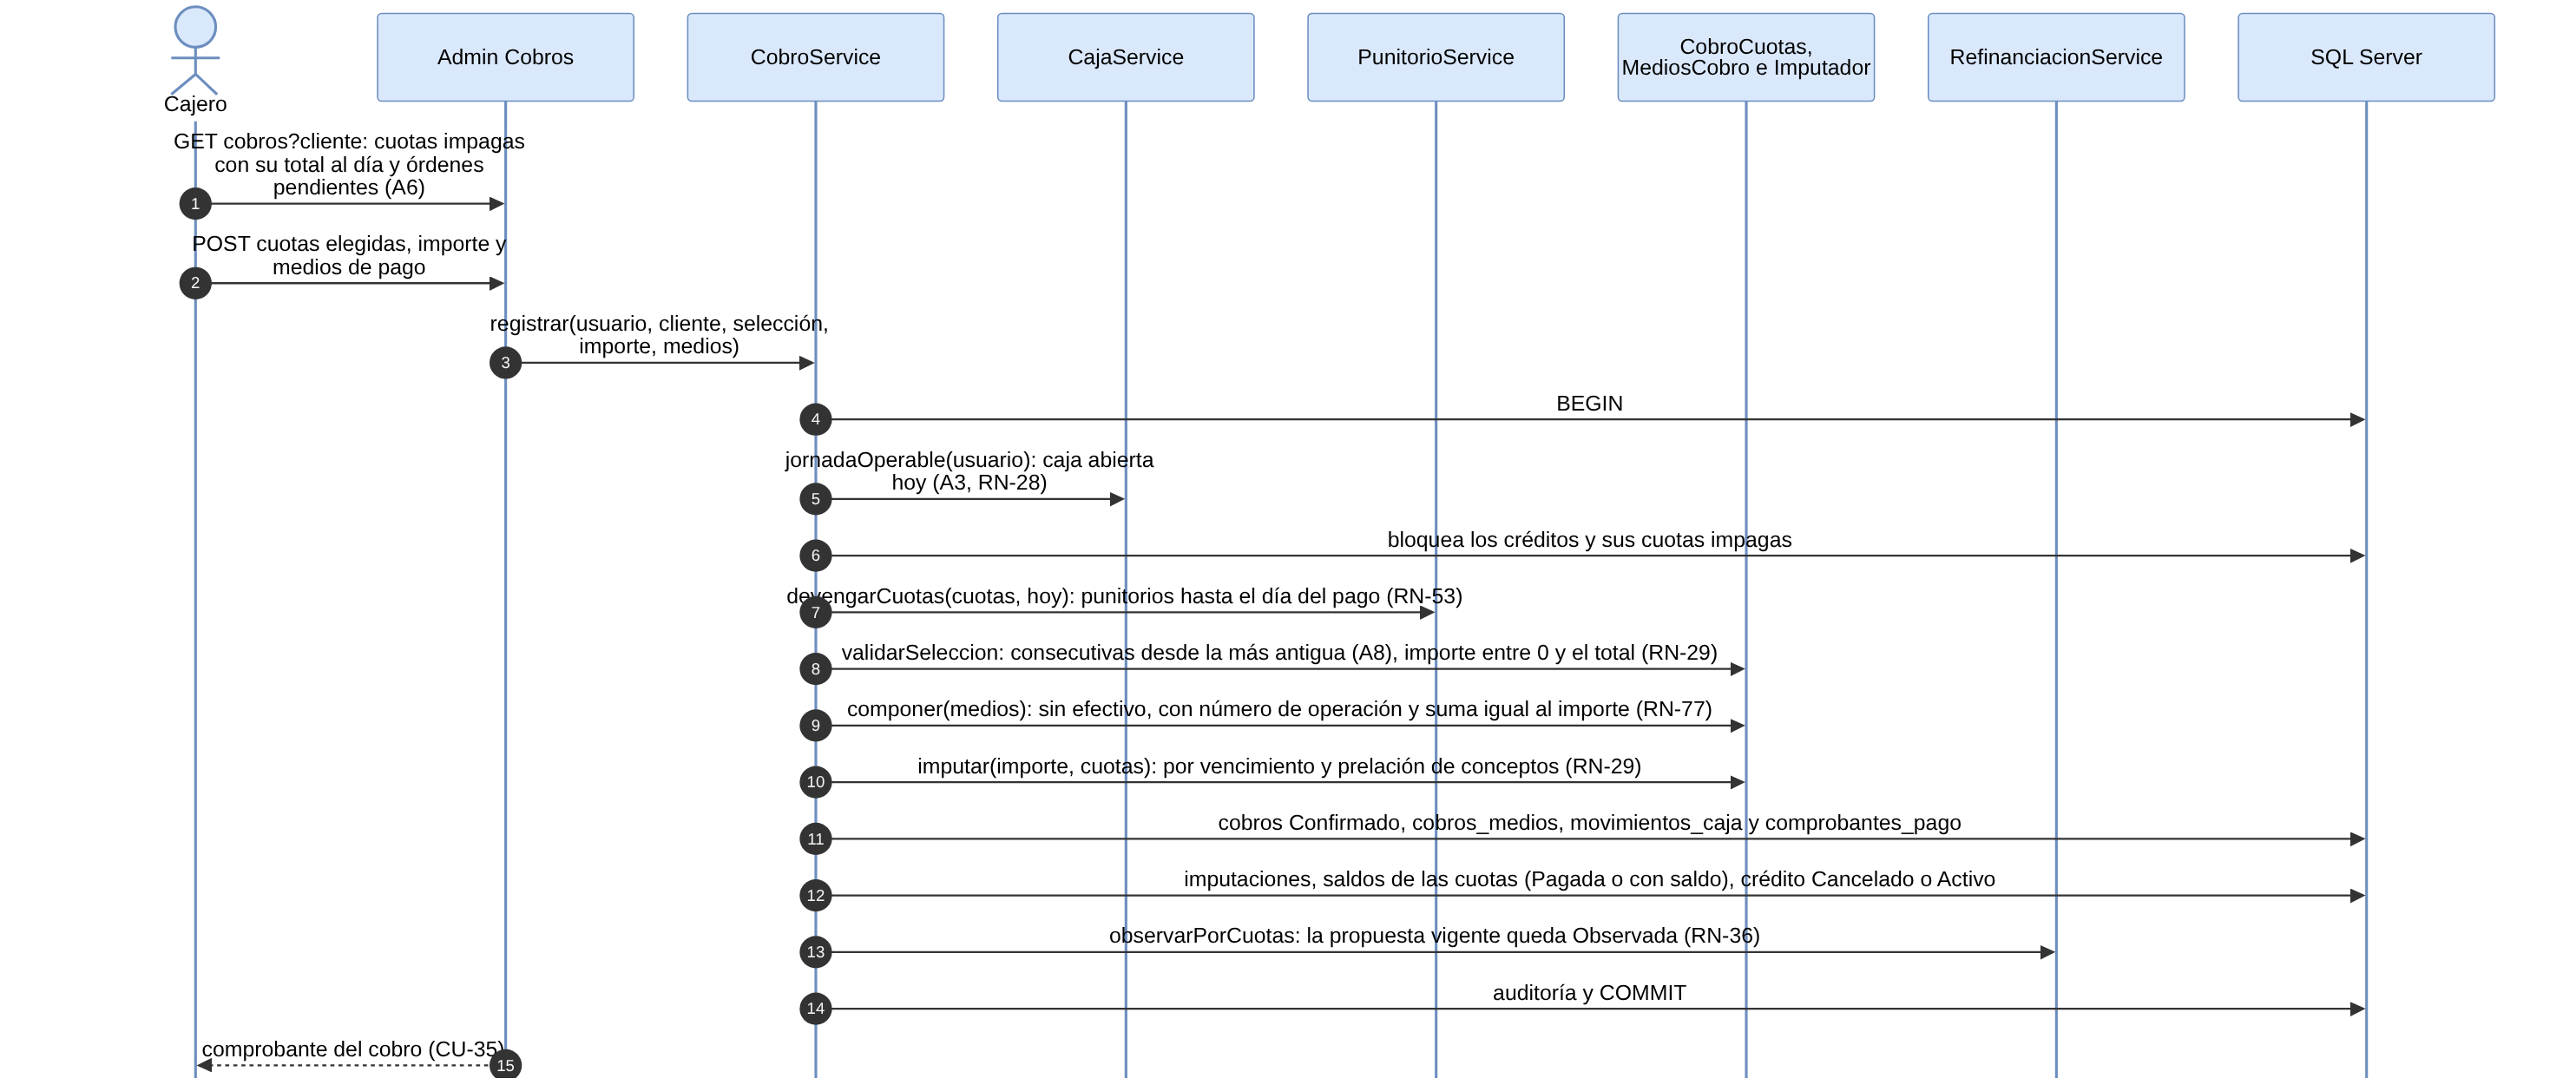 Cajero
Admin Cobros
CobroService
CajaService
PunitorioService
CobroCuotas,
MediosCobro e Imputador
RefinanciacionService
SQL Server
GET cobros?cliente: cuotas impagas
con su total al día y órdenes
pendientes (A6)
1
POST cuotas elegidas, importe y
medios de pago
2
registrar(usuario, cliente, selección,
importe, medios)
3
BEGIN
4
jornadaOperable(usuario): caja abierta
hoy (A3, RN-28)
5
bloquea los créditos y sus cuotas impagas
6
devengarCuotas(cuotas, hoy): punitorios hasta el día del pago (RN-53)
7
validarSeleccion: consecutivas desde la más antigua (A8), importe entre 0 y el total (RN-29)
8
componer(medios): sin efectivo, con número de operación y suma igual al importe (RN-77)
9
imputar(importe, cuotas): por vencimiento y prelación de conceptos (RN-29)
10
cobros Confirmado, cobros_medios, movimientos_caja y comprobantes_pago
11
imputaciones, saldos de las cuotas (Pagada o con saldo), crédito Cancelado o Activo
12
observarPorCuotas: la propuesta vigente queda Observada (RN-36)
13
auditoría y COMMIT
14
comprobante del cobro (CU-35)
15